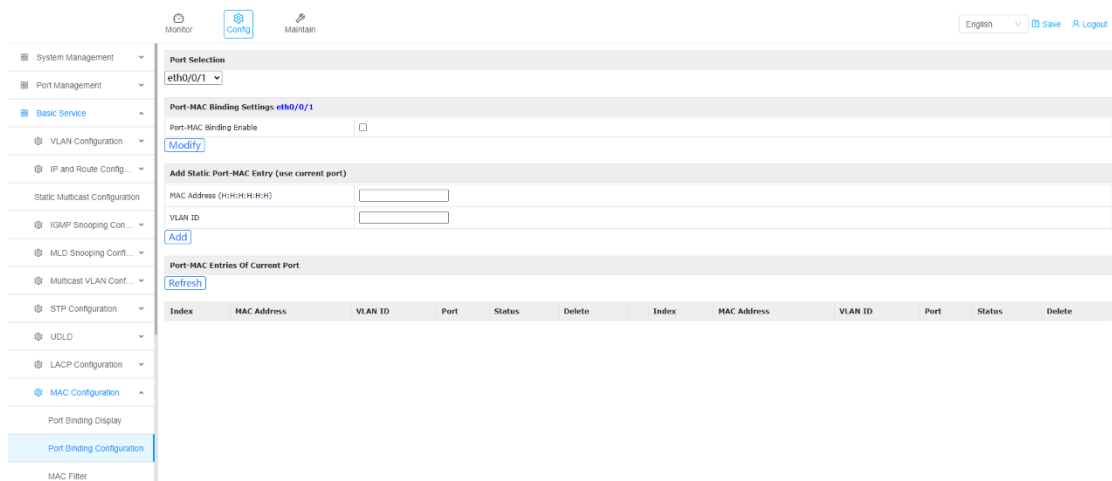 Monitor
Config
Maintain
English
Save
Logout
System Management
Port Management
Basic Service
VLAN Configuration
IP and Route Config...
Static Multicast Configuration
IGMP Snooping Con...
MLD Snooping Confi...
Multicast VLAN Conf...
STP Configuration
UDLD
LACP Configuration
MAC Configuration
Port Binding Display
Port Binding Configuration
MAC Filter
Port Selection
eth0/0/1
Port-MAC Binding Settings eth0/0/1
Port-MAC Binding Enable
Modify
Add Static Port-MAC Entry (use current port)
MAC Address (H:H:H:H:H:H)
VLAN ID
Add
Port-MAC Entries Of Current Port
Refresh
Index MAC Address VLAN ID Port Status Delete Index MAC Address VLAN ID Port Status Delete